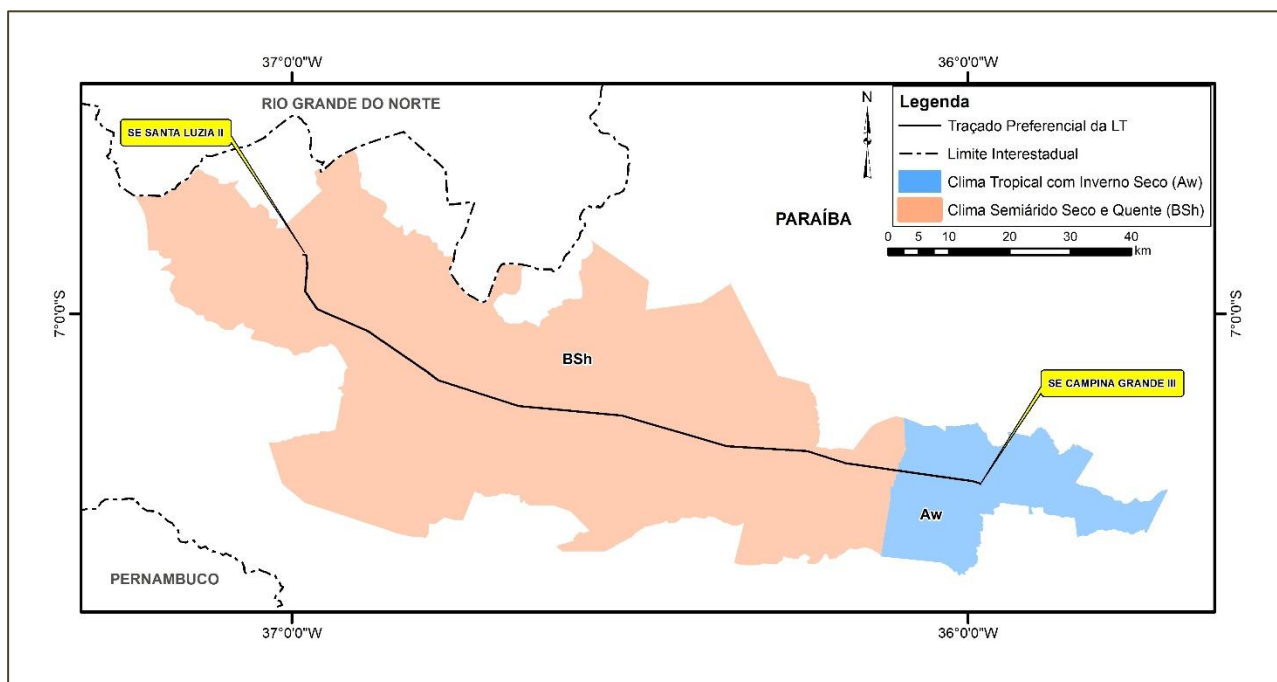 37°0'0"W
36°0'0"W
RIO GRANDE DO NORTE
SE SANTA LUZIA II
N
Legenda
Traçado Preferencial da LT
Limite Interestadual
Clima Tropical com Inverno Seco (Aw)
Clima Semiárido Seco e Quente (BSh)
PARAÍBA
0 5 10 20 30 40
km
7°0'0"S
7°0'0"S
BSh
SE CAMPINA GRANDE III
Aw
PERNAMBUCO
37°0'0"W
36°0'0"W